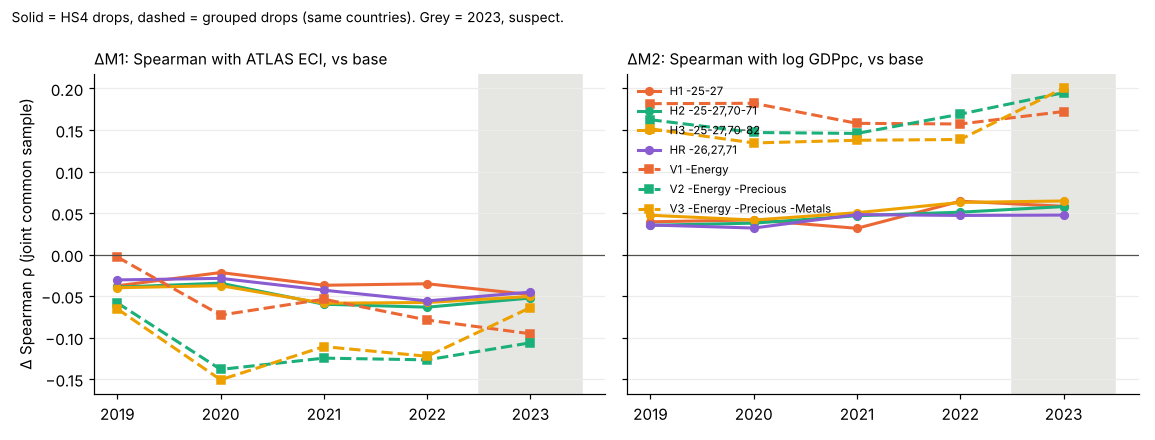 Solid = HS4 drops, dashed = grouped drops (same countries). Grey = 2023, suspect.
ΔM1: Spearman with ATLAS ECI, vs base
ΔM2: Spearman with log GDPpc, vs base
Δ Spearman ρ (joint common sample)
0.20
0.15
0.10
0.05
0.00
−0.05
−0.10
−0.15
H1 -25-27
H2 -25-27,70-71
H3 -25-27,70-82
HR -26,27,71
V1 -Energy
V2 -Energy -Precious
V3 -Energy -Precious -Metals
2019 2020 2021 2022 2023
2019 2020 2021 2022 2023